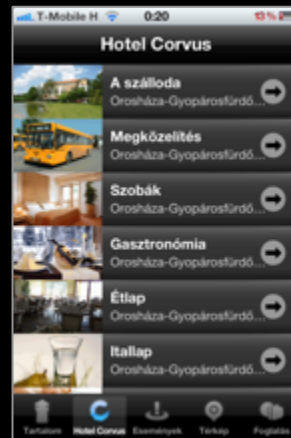 T-Mobile H 0:20 13%
Hotel Corvus
A szálloda
Orosháza-Gyopárosfürdő...
Megközelítés
Orosháza-Gyopárosfürdő...
Szobák
Orosháza-Gyopárosfürdő...
Gasztronómia
Orosháza-Gyopárosfürdő...
Étlap
Orosháza-Gyopárosfürdő...
Itallap
Orosháza-Gyopárosfürdő...
Tartalom Hotel Corvus Események Térkép Foglalás